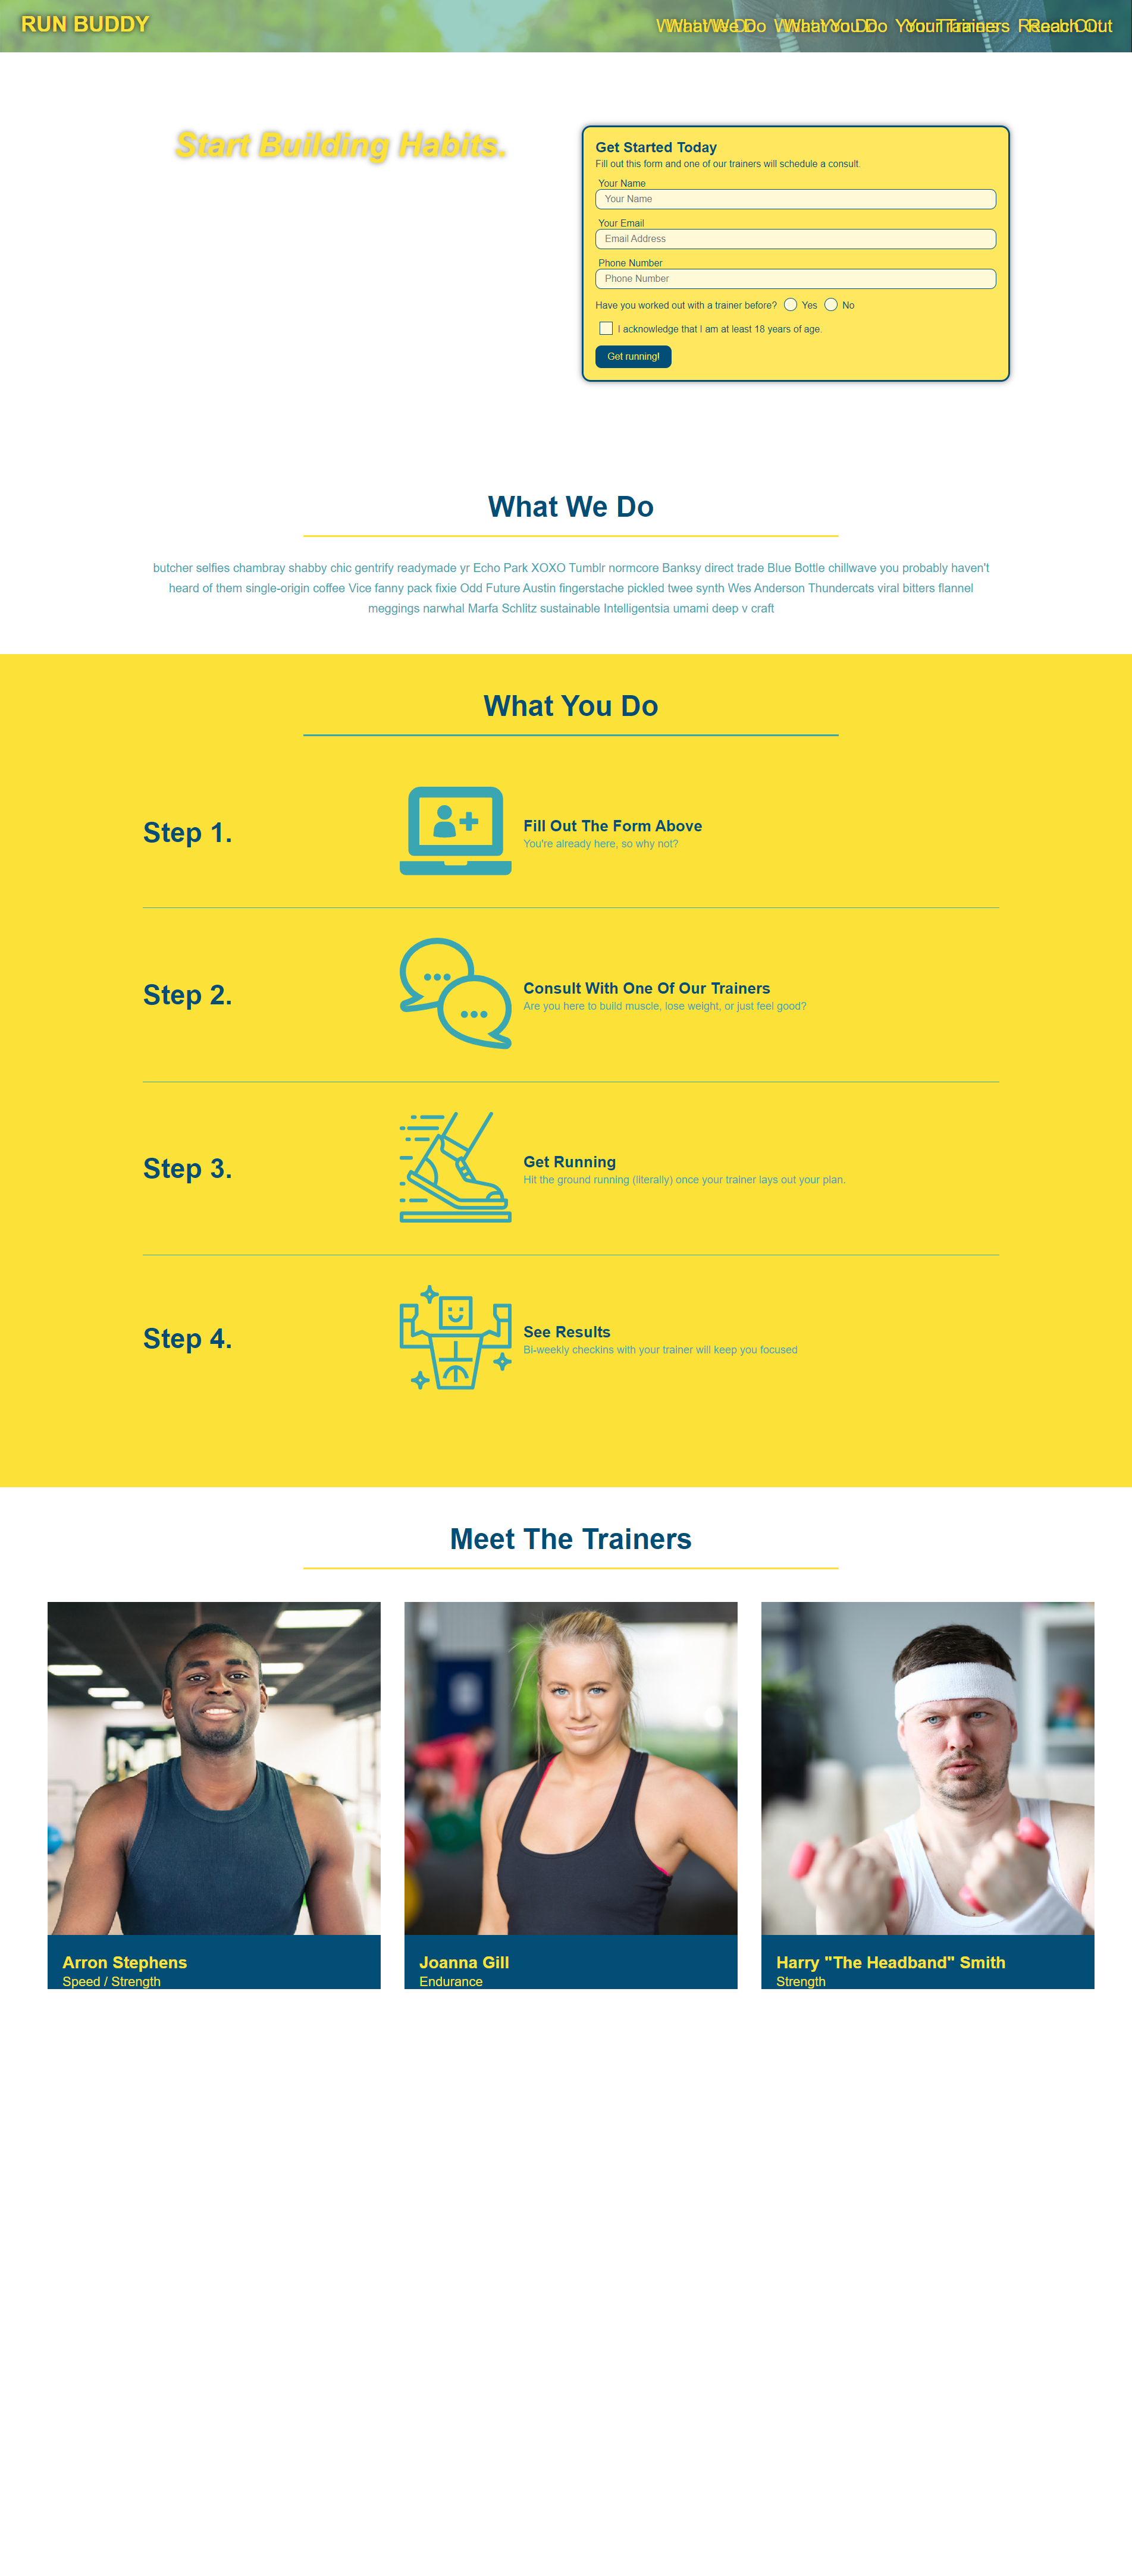 RUN BUDDY
What We Do What You Do Your Trainers Reach Out
Start Building Habits.
Get Started Today
Fill out this form and one of our trainers will schedule a consult.
Your Name
Your Name
Your Email
Email Address
Phone Number
Phone Number
Have you worked out with a trainer before? Yes No
I acknowledge that I am at least 18 years of age.
Get running!
What We Do
butcher selfies chambray shabby chic gentrify readymade yr Echo Park XOXO Tumblr normcore Banksy direct trade Blue Bottle chillwave you probably haven't
heard of them single-origin coffee Vice fanny pack fixie Odd Future Austin fingerstache pickled twee synth Wes Anderson Thundercats viral bitters flannel
meggings narwhal Marfa Schlitz sustainable Intelligentsia umami deep v craft
What You Do
Step 1.
Fill Out The Form Above
You're already here, so why not?
Step 2.
Consult With One Of Our Trainers
Are you here to build muscle, lose weight, or just feel good?
Step 3.
Get Running
Hit the ground running (literally) once your trainer lays out your plan.
Step 4.
See Results
Bi-weekly checkins with your trainer will keep you focused
Meet The Trainers
Arron Stephens
Speed / Strength
Joanna Gill
Endurance
Harry "The Headband" Smith
Strength